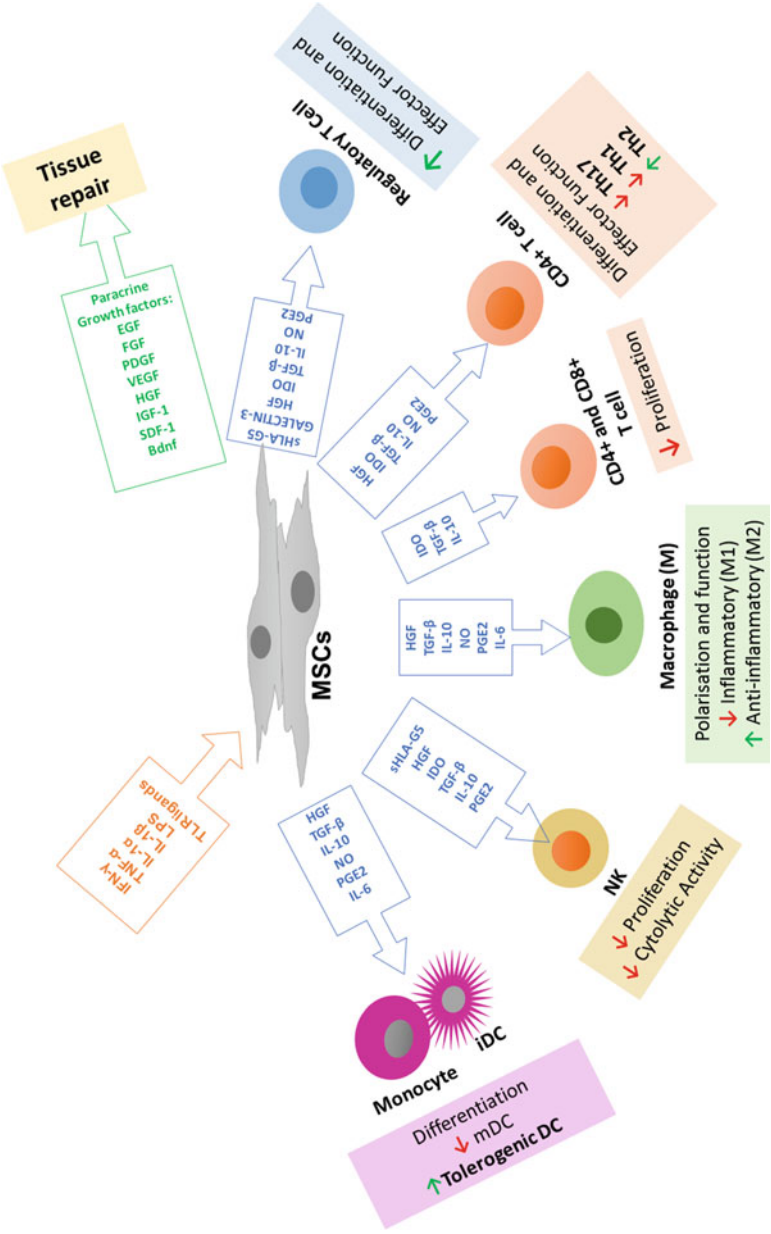 IFN-γ
TNF-α
IL-1α
IL-1β
LPS
TLR ligands
MSCs
Paracrine
Growth factors:
EGF
FGF
PDGF
VEGF
HGF
IGF-1
SDF-1
Bdnf
Tissue
repair
sHLA-G5
GALECTIN-3
HGF
IDO
TGF-β
IL-10
NO
PGE2
Regulatory T Cell
Differentiation and
Effector Function
↑
HGF
IDO
TGF-β
IL-10
NO
PGE2
CD4+ T cell
Differentiation and
Effector Function
↓ Th17
↓ Th1
↑ Th2
IDO
TGF-β
IL-10
CD4+ and CD8+
T cell
↓ Proliferation
HGF
TGF-β
IL-10
NO
PGE2
IL-6
Macrophage (M)
Polarisation and function
↓ Inflammatory (M1)
↑ Anti-inflammatory (M2)
sHLA-G5
HGF
IDO
TGF-β
IL-10
PGE2
NK
↓ Proliferation
↓ Cytolytic Activity
HGF
TGF-β
IL-10
NO
PGE2
IL-6
Monocyte
iDC
Differentiation
↓ mDC
↑ Tolerogenic DC